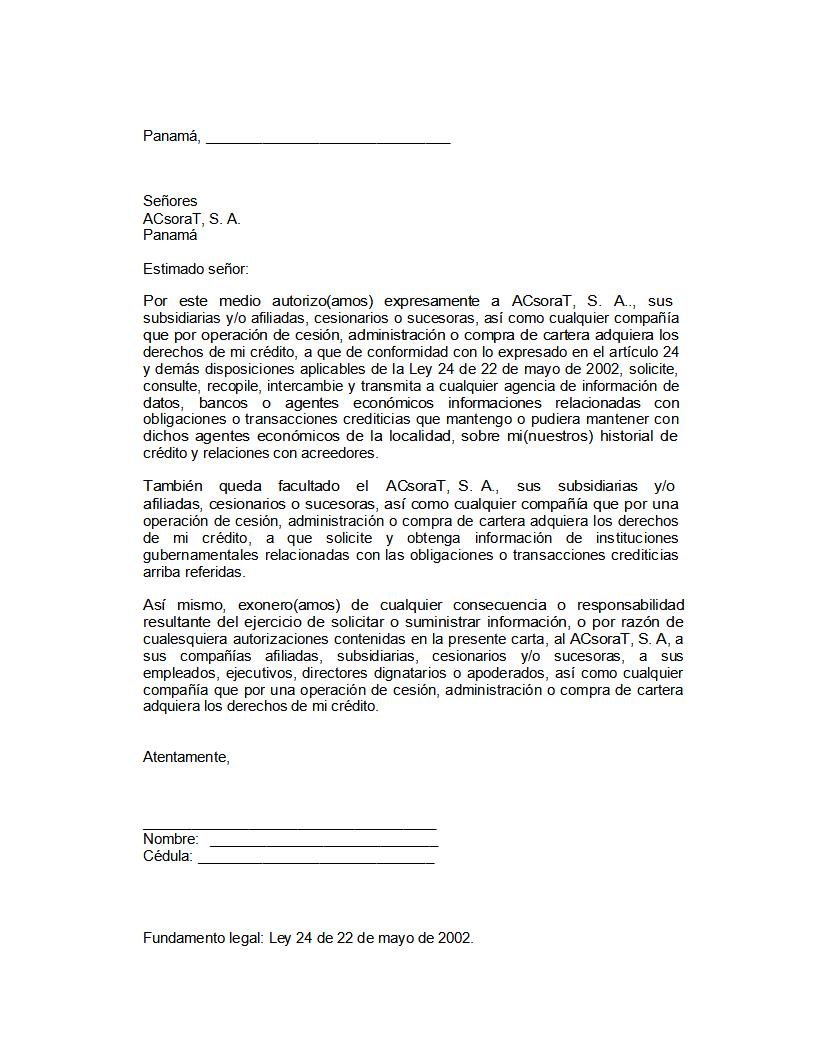 Panamá, ______________________________
Señores
ACsoraT, S. A.
Panamá
Estimado señor:
Por este medio autorizo(amos) expresamente a ACsoraT, S. A.., sus
subsidiarias y/o afiliadas, cesionarios o sucesoras, así como cualquier compañía
que por operación de cesión, administración o compra de cartera adquiera los
derechos de mi crédito, a que de conformidad con lo expresado en el artículo 24
y demás disposiciones aplicables de la Ley 24 de 22 de mayo de 2002, solicite,
consulte, recopile, intercambie y transmita a cualquier agencia de información de
datos, bancos o agentes económicos informaciones relacionadas con
obligaciones o transacciones crediticias que mantengo o pudiera mantener con
dichos agentes económicos de la localidad, sobre mi(nuestros) historial de
crédito y relaciones con acreedores.
También queda facultado el ACsoraT, S. A., sus subsidiarias y/o
afiliadas, cesionarios o sucesoras, así como cualquier compañía que por una
operación de cesión, administración o compra de cartera adquiera los derechos
de mi crédito, a que solicite y obtenga información de instituciones
gubernamentales relacionadas con las obligaciones o transacciones crediticias
arriba referidas.
Así mismo, exonero(amos) de cualquier consecuencia o responsabilidad
resultante del ejercicio de solicitar o suministrar información, o por razón de
cualesquiera autorizaciones contenidas en la presente carta, al ACsoraT, S. A, a
sus compañías afiliadas, subsidiarias, cesionarios y/o sucesoras, a sus
empleados, ejecutivos, directores dignatarios o apoderados, así como cualquier
compañía que por una operación de cesión, administración o compra de cartera
adquiera los derechos de mi crédito.
Atentamente,
____________________________________
Nombre: ____________________________
Cédula: _____________________________
Fundamento legal: Ley 24 de 22 de mayo de 2002.